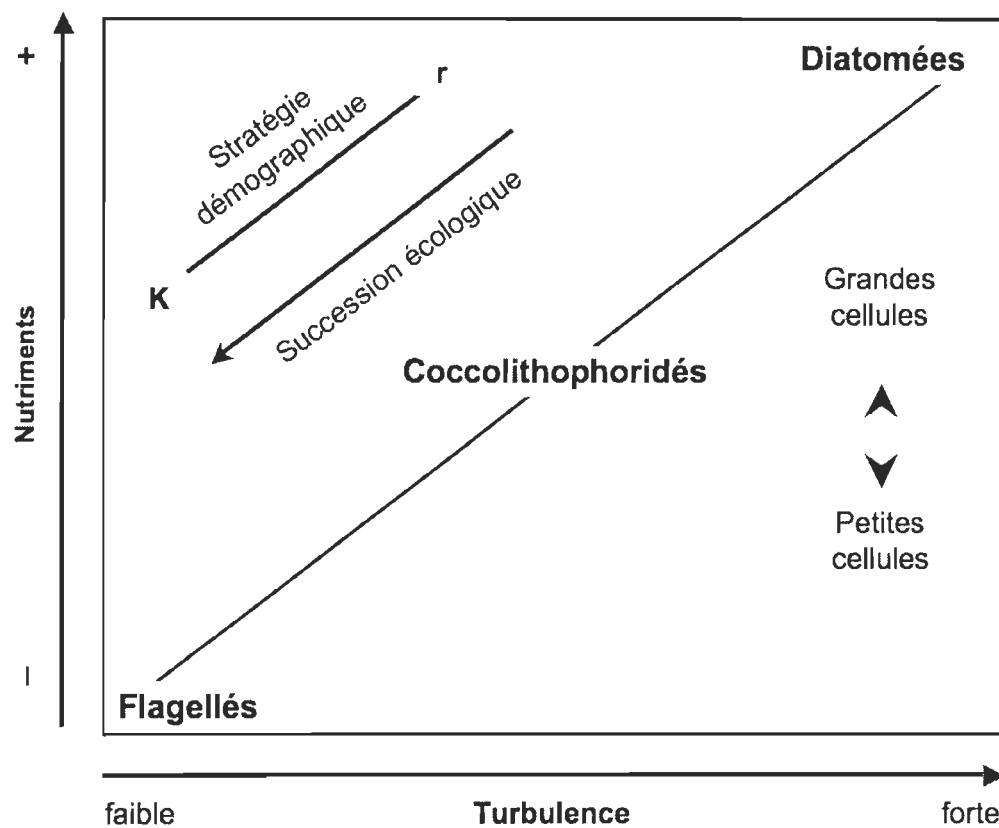 +
Nutriments
–
r
Stratégie
démographique
K
Succession écologique
Diatomées
Coccolithophoridés
Flagellés
Grandes
cellules
Petites
cellules
faible
Turbulence
forte